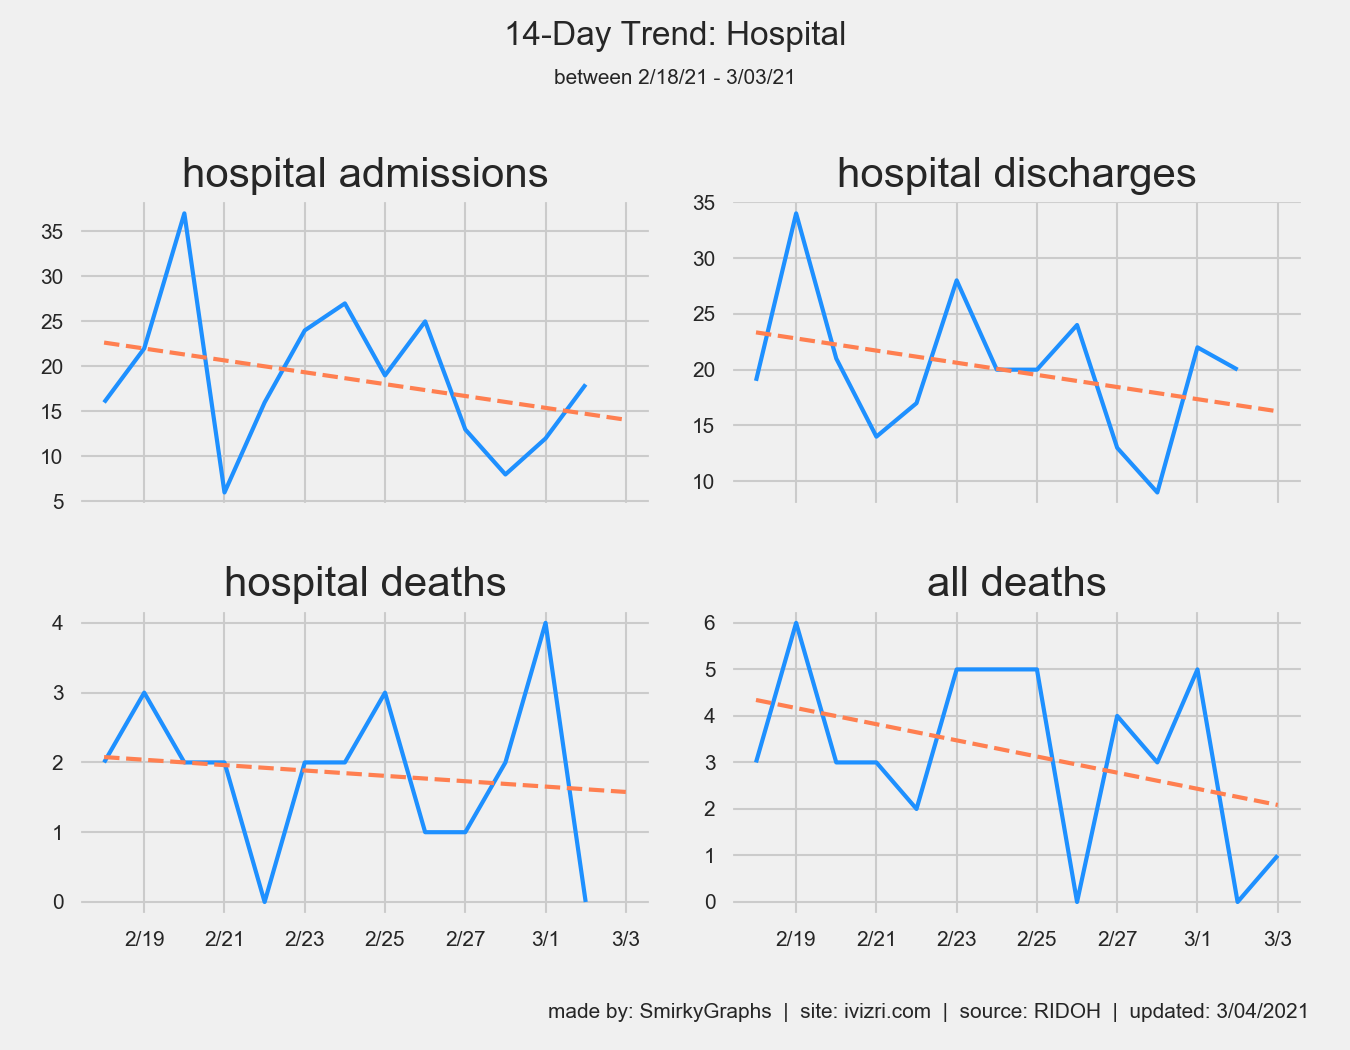 14-Day Trend: Hospital
between 2/18/21 - 3/03/21
hospital admissions
35
30
25
20
15
10
5
hospital discharges
35
30
25
20
15
10
hospital deaths
4
3
2
1
0
2/19 2/21 2/23 2/25 2/27 3/1 3/3
all deaths
6
5
4
3
2
1
0
2/19 2/21 2/23 2/25 2/27 3/1 3/3
made by: SmirkyGraphs | site: ivizri.com | source: RIDOH | updated: 3/04/2021